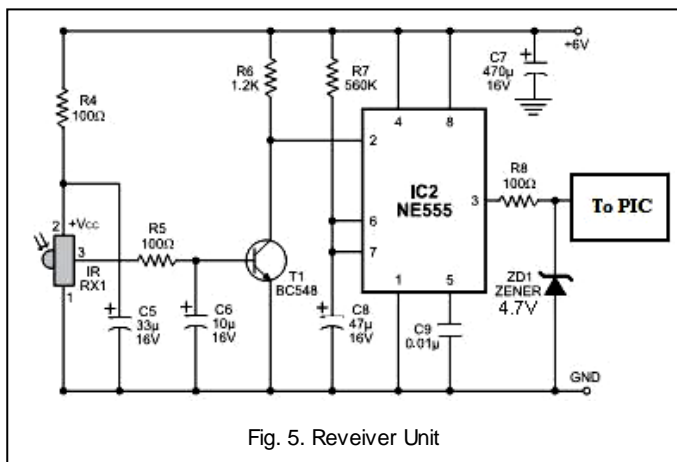 +6V
R6
1.2K
R7
560K
C7
470µ
16V
R4
100Ω
4
8
2
IC2
NE555
3
R8
100Ω
To PIC
2
+Vcc
3
R5
100Ω
6
7
IR
RX1
1
T1
BC548
1
5
ZD1
ZENER
4.7V
C5
33µ
16V
C6
10µ
16V
C8
47µ
16V
C9
0.01µ
GND
Fig. 5. Reveiver Unit